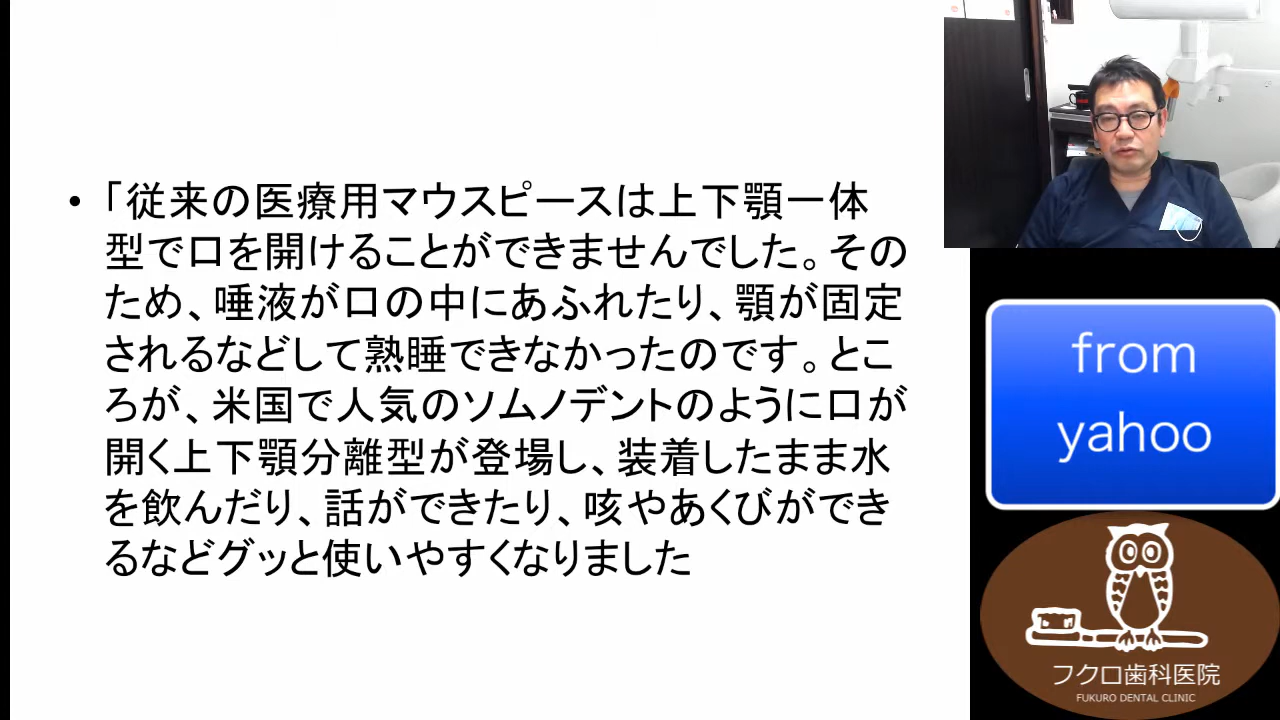 • 「従来の医療用マウスピースは上下顎一体
型で口を開けることができませんでした。その
ため、唾液が口の中にあふれたり、顎が固定
されるなどして熟睡できなかったのです。とこ
ろが、米国で人気のソムノデントのように口が
開く上下顎分離型が登場し、装着したまま水
を飲んだり、話ができたり、咳やあくびができ
るなどグッと使いやすくなりました
from
yahoo
フクロ歯科医院
FUKURO DENTAL CLINIC